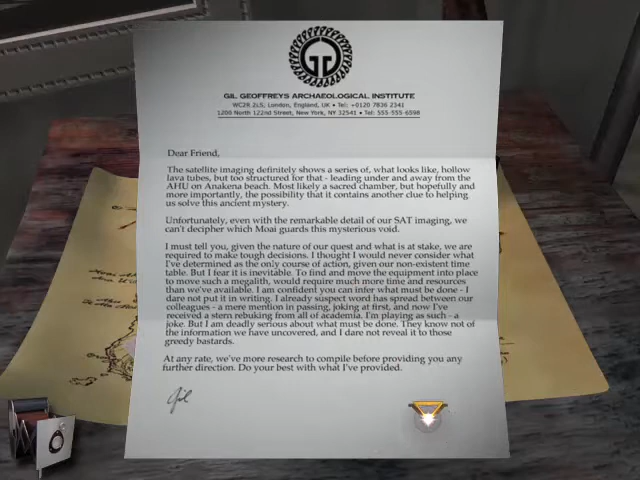 GG
GIL GEOFFREYS ARCHAEOLOGICAL INSTITUTE
WC2R 2LS, London, England, UK • Tel: +0120 7836 2341
1200 North 122nd Street, New York, NY 32541 • Tel: 555-555-6598
Dear Friend,
The satellite imaging definitely shows a series of, what looks like, hollow
lava tubes, but too structured for that - leading under and away from the
AHU on Anakena beach. Most likely a sacred chamber, but hopefully and
more importantly, the possibility that it contains another clue to helping
us solve this ancient mystery.
Unfortunately, even with the remarkable detail of our SAT imaging, we
can't decipher which Moai guards this mysterious void.
I must tell you, given the nature of our quest and what is at stake, we are
required to make tough decisions. I thought I would never consider what
I've determined as the only course of action, given our non-existent time
table. But I fear it is inevitable. To find and move the equipment into place
to move such a megalith, would require much more time and resources
than we've available. I am confident you can infer what must be done - I
dare not put it in writing. I already suspect word has spread between our
colleagues - a mere mention in passing, joking at first, and now I've
received a stern rebuking from all of academia. I'm playing as such - a
joke. But I am deadly serious about what must be done. They know not of
the information we have uncovered, and I dare not reveal it to those
greedy bastards.
At any rate, we've more research to compile before providing you any
further direction. Do your best with what I've provided.
Gil